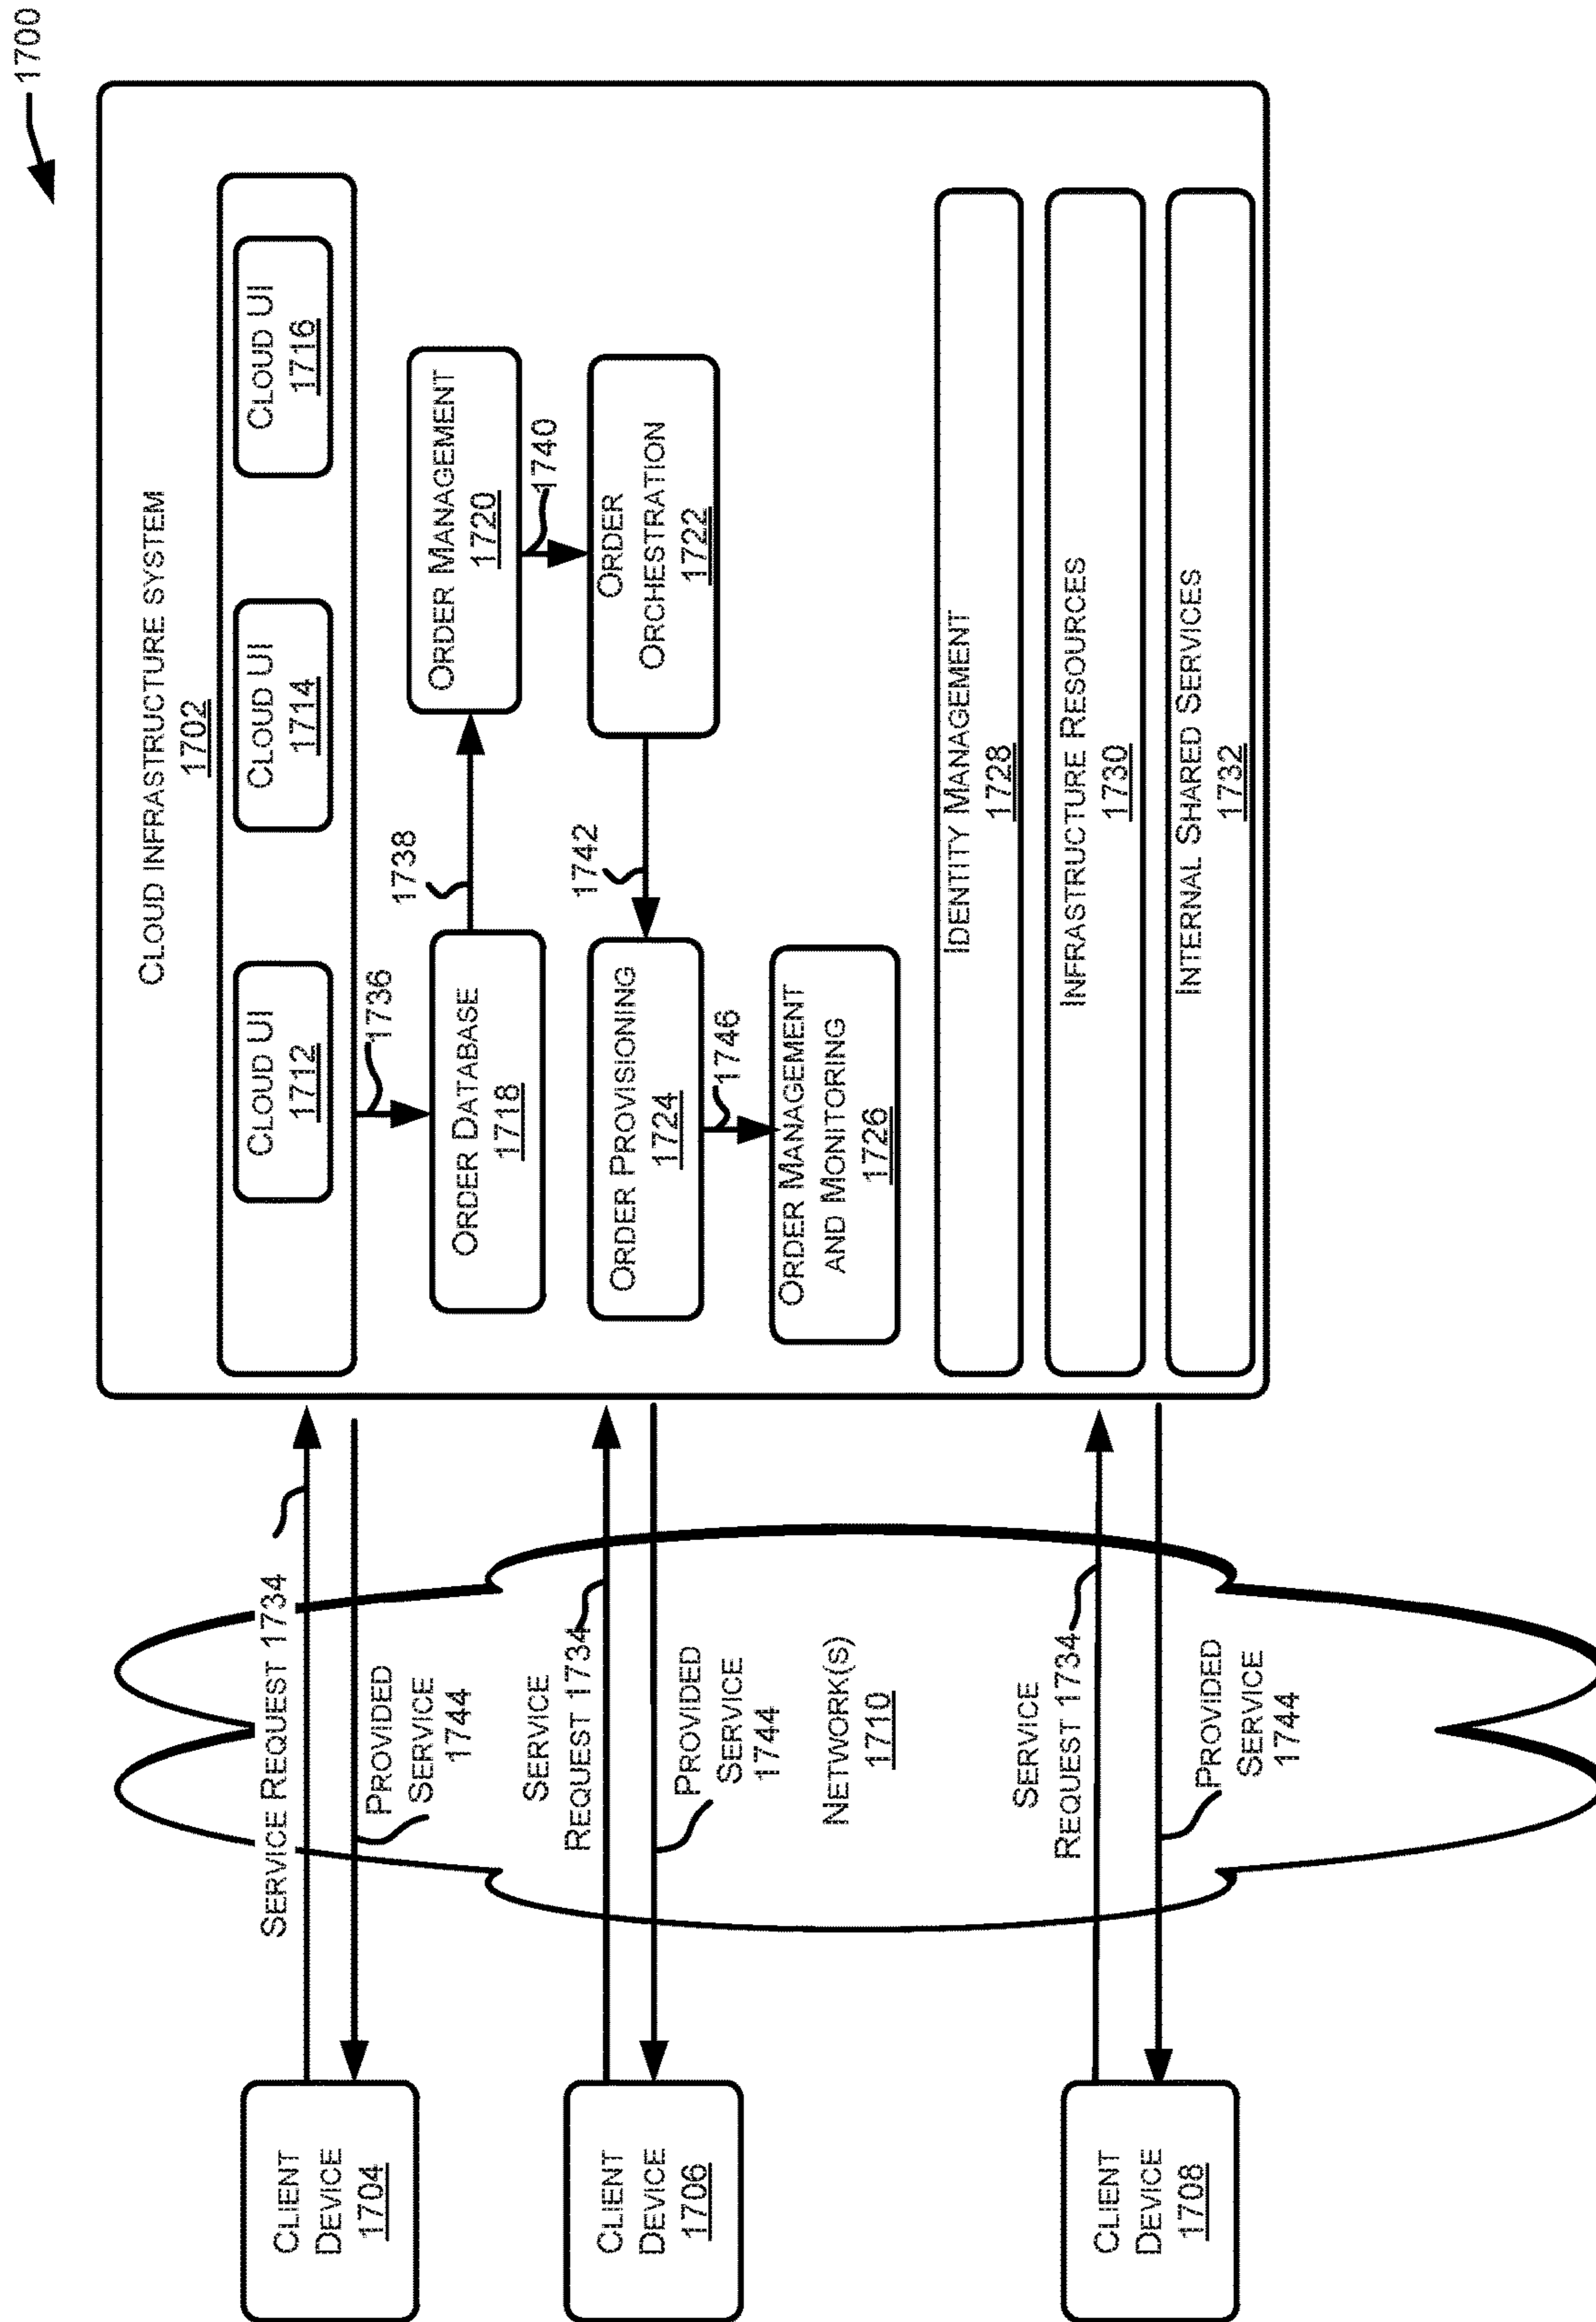 1700
CLOUD INFRASTRUCTURE SYSTEM
1702
CLOUD UI
1712
CLOUD UI
1714
CLOUD UI
1716
1736
ORDER DATABASE
1718
1738
ORDER MANAGEMENT
1720
1740
ORDER PROVISIONING
1724
1742
ORDER
ORCHESTRATION
1722
1746
ORDER MANAGEMENT
AND MONITORING
1726
IDENTITY MANAGEMENT
1728
INFRASTRUCTURE RESOURCES
1730
INTERNAL SHARED SERVICES
1732
CLIENT
DEVICE
1704
SERVICE REQUEST 1734
PROVIDED
SERVICE
1744
CLIENT
DEVICE
1706
SERVICE
REQUEST 1734
PROVIDED
SERVICE
1744
NETWORK(S)
1710
CLIENT
DEVICE
1708
SERVICE
REQUEST 1734
PROVIDED
SERVICE
1744